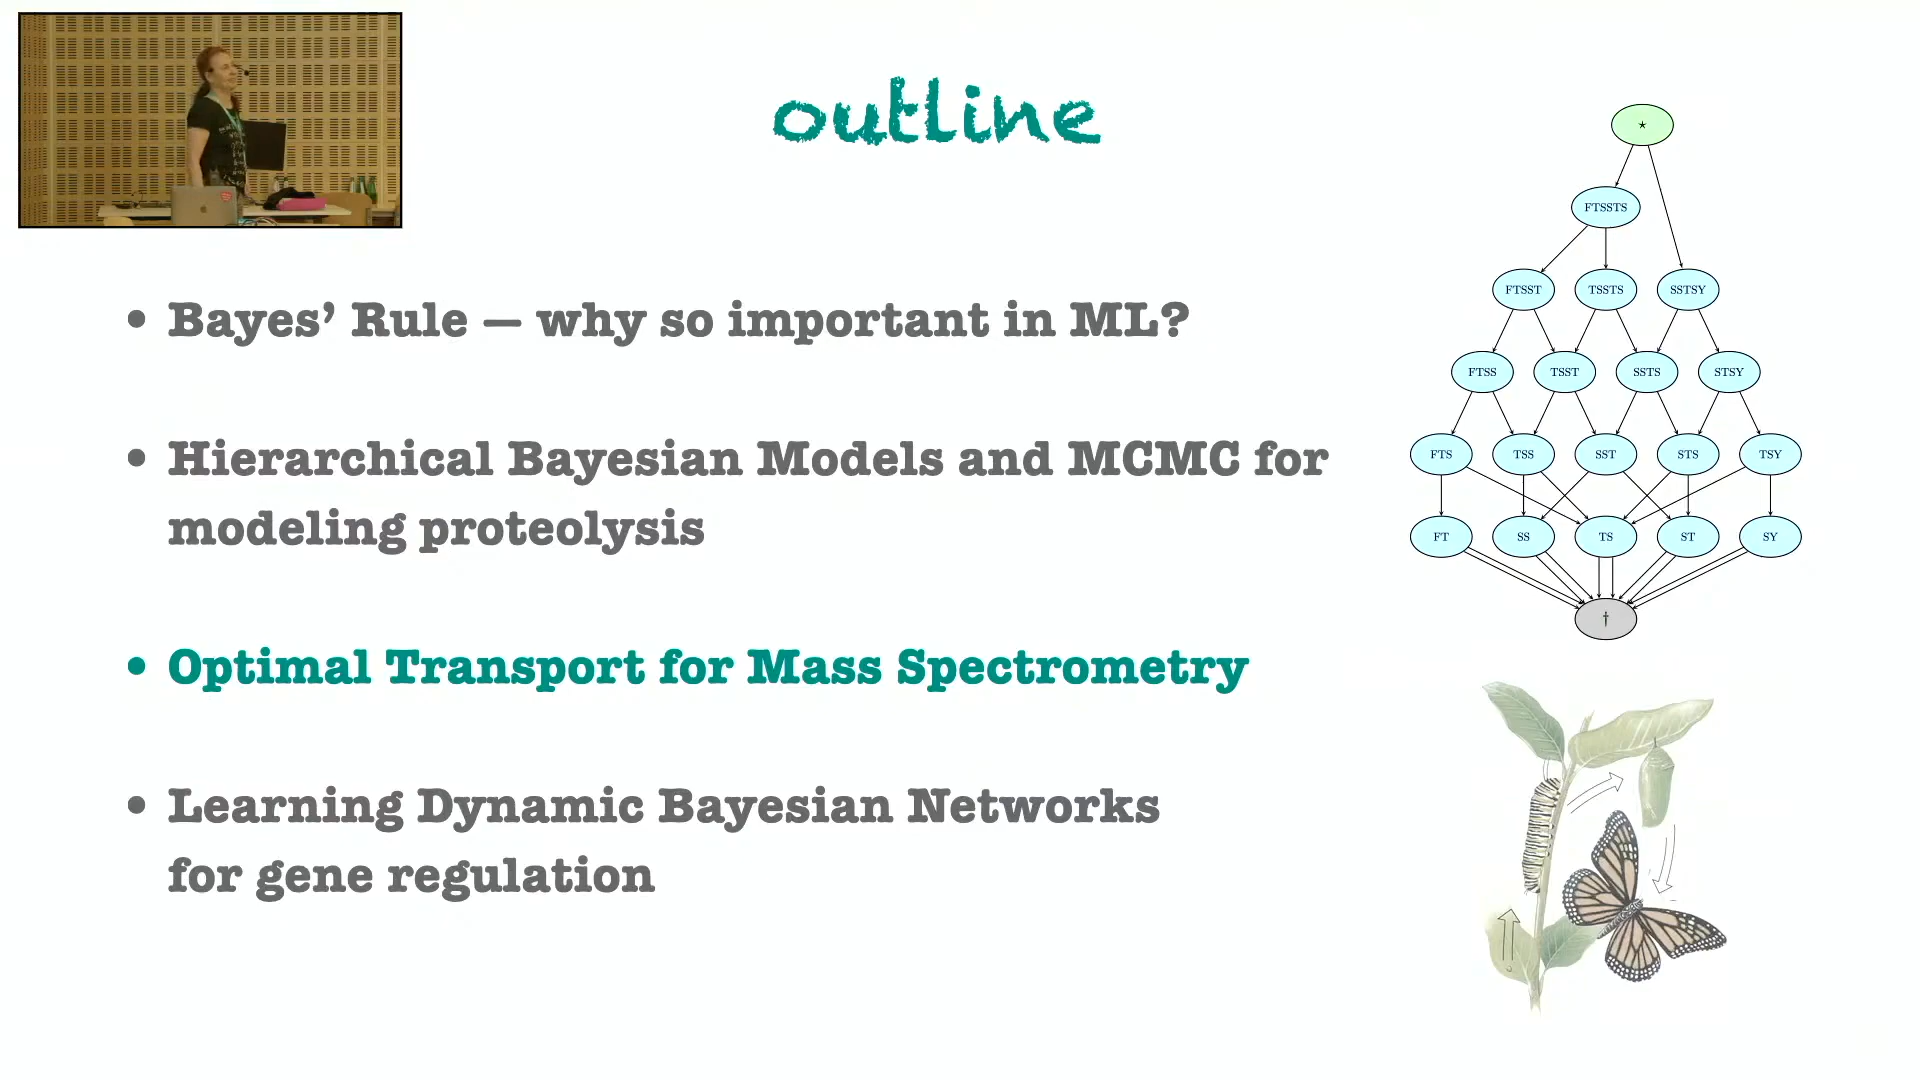 outline
• Bayes’ Rule — why so important in ML?
• Hierarchical Bayesian Models and MCMC for
modeling proteolysis
• Optimal Transport for Mass Spectrometry
• Learning Dynamic Bayesian Networks
for gene regulation
⋆
FTSSTS
FTSST TSSTS SSTSY
FTSS TSST SSTS STSY
FTS TSS SST STS TSY
FT SS TS ST SY
†